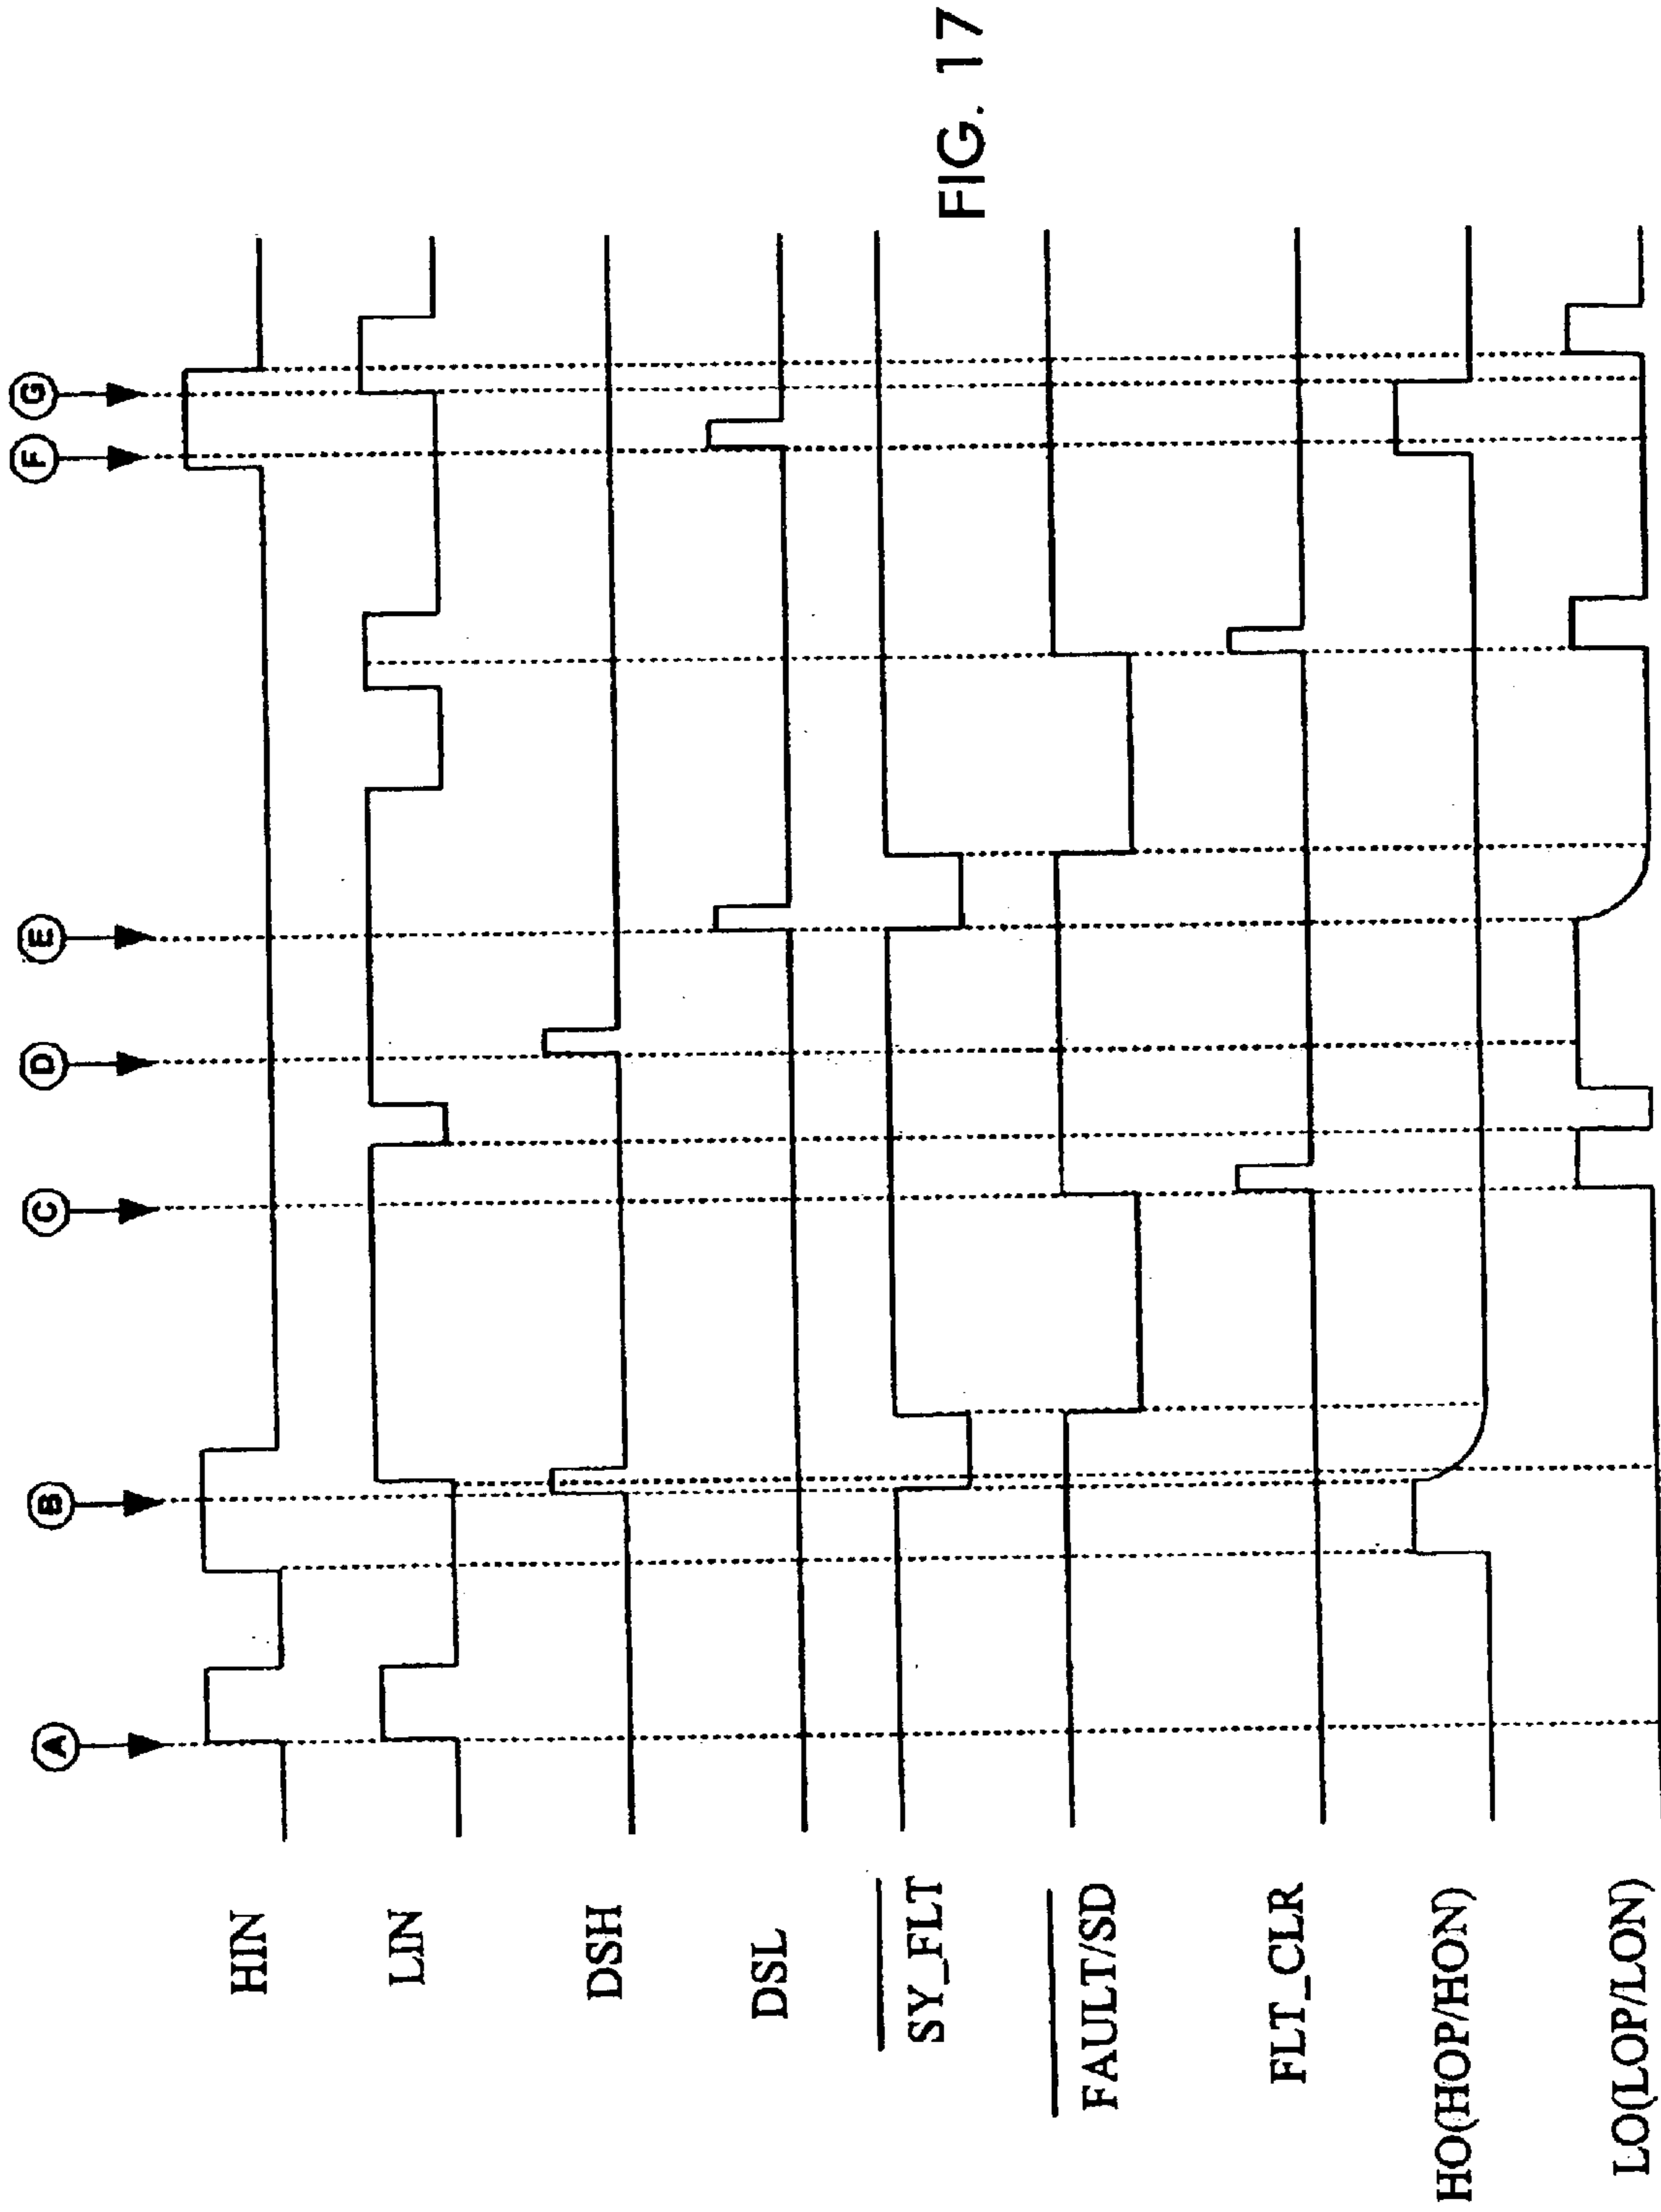 A
B
C
D
E
F
G
HIN
LIN
DSH
DSL
SY_FLT
FAULT/SD
FLT_CLR
HO(HOP/HON)
LO(LOP/LON)
FIG. 17